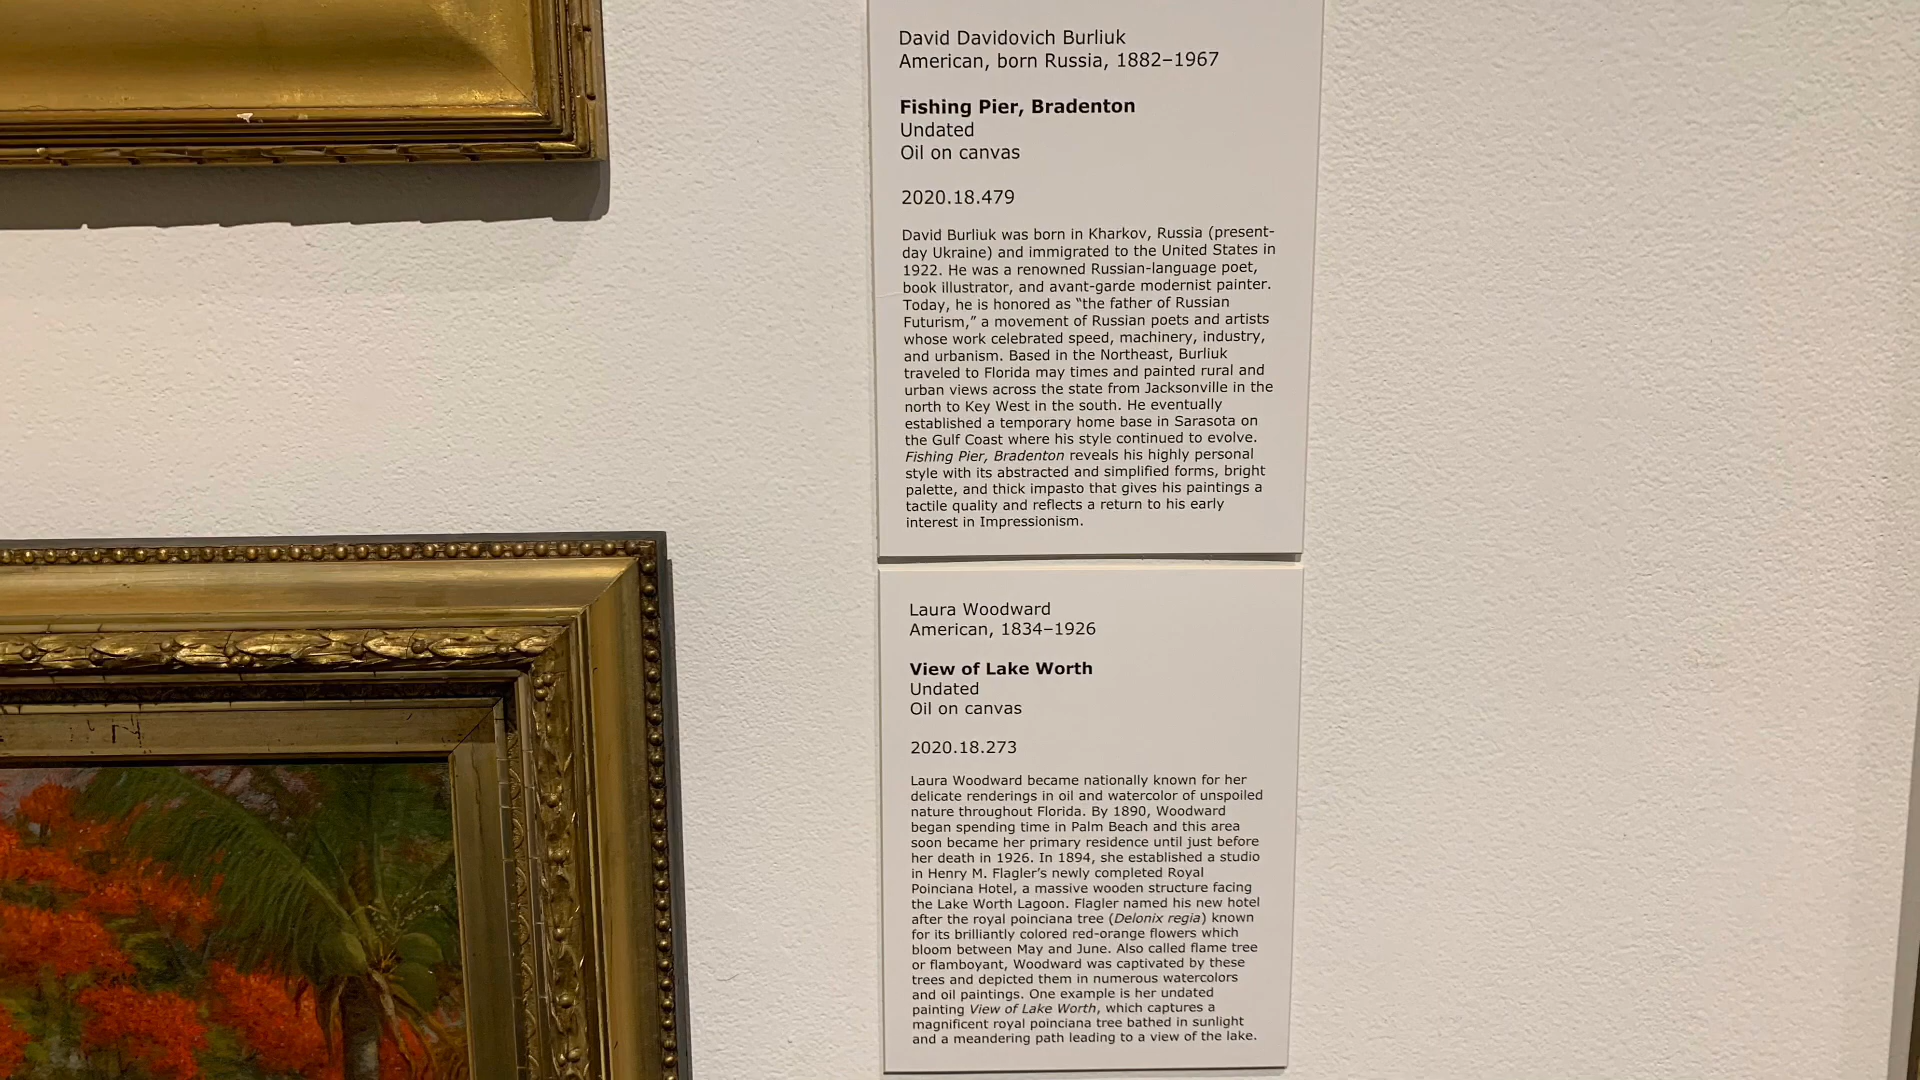 David Davidovich Burliuk
American, born Russia, 1882–1967
Fishing Pier, Bradenton
Undated
Oil on canvas
2020.18.479
David Burliuk was born in Kharkov, Russia (present-
day Ukraine) and immigrated to the United States in
1922. He was a renowned Russian-language poet,
book illustrator, and avant-garde modernist painter.
Today, he is honored as “the father of Russian
Futurism,” a movement of Russian poets and artists
whose work celebrated speed, machinery, industry,
and urbanism. Based in the Northeast, Burliuk
traveled to Florida may times and painted rural and
urban views across the state from Jacksonville in the
north to Key West in the south. He eventually
established a temporary home base in Sarasota on
the Gulf Coast where his style continued to evolve.
Fishing Pier, Bradenton reveals his highly personal
style with its abstracted and simplified forms, bright
palette, and thick impasto that gives his paintings a
tactile quality and reflects a return to his early
interest in Impressionism.
Laura Woodward
American, 1834–1926
View of Lake Worth
Undated
Oil on canvas
2020.18.273
Laura Woodward became nationally known for her
delicate renderings in oil and watercolor of unspoiled
nature throughout Florida. By 1890, Woodward
began spending time in Palm Beach and this area
soon became her primary residence until just before
her death in 1926. In 1894, she established a studio
in Henry M. Flagler’s newly completed Royal
Poinciana Hotel, a massive wooden structure facing
the Lake Worth Lagoon. Flagler named his new hotel
after the royal poinciana tree (Delonix regia) known
for its brilliantly colored red-orange flowers which
bloom between May and June. Also called flame tree
or flamboyant, Woodward was captivated by these
trees and depicted them in numerous watercolors
and oil paintings. One example is her undated
painting View of Lake Worth, which captures a
magnificent royal poinciana tree bathed in sunlight
and a meandering path leading to a view of the lake.